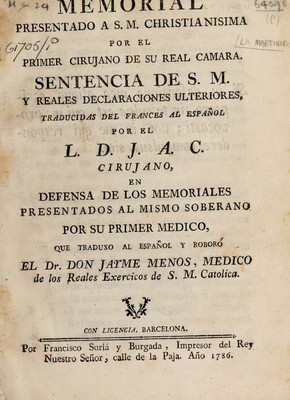 MEMORIAL
PRESENTADO A S. M. CHRISTIANISIMA
61706/P
POR EL
PRIMER CIRUJANO DE SU REAL CAMARA.
SENTENCIA DE S. M.
Y REALES DECLARACIONES ULTERIORES,
TRADUCIDAS DEL FRANCES AL ESPAÑOL
POR EL
L. D. J. A. C.
CIRUJANO,
EN
DEFENSA DE LOS MEMORIALES
PRESENTADOS AL MISMO SOBERANO
POR SU PRIMER MEDICO,
QUE TRADUXO AL ESPAÑOL Y ROBORÓ
EL Dr. DON JAYME MENOS, MEDICO
de los Reales Exercicos de S. M. Catolica.
CON LICENCIA. BARCELONA.
Por Francisco Suriá y Burgada, Impresor del Rey
Nuestro Señor, calle de la Paja. Año 1786.